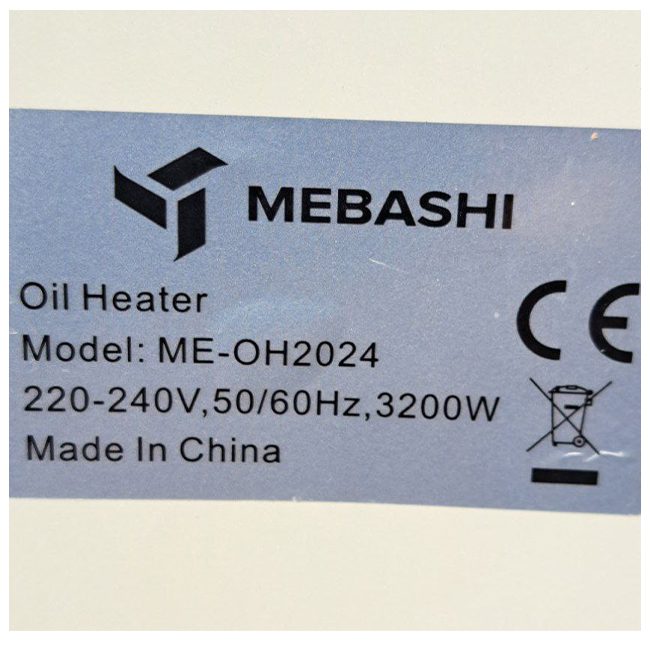 MEBASHI
Oil Heater
Model: ME-OH2024
220-240V,50/60Hz,3200W
Made In China
CE